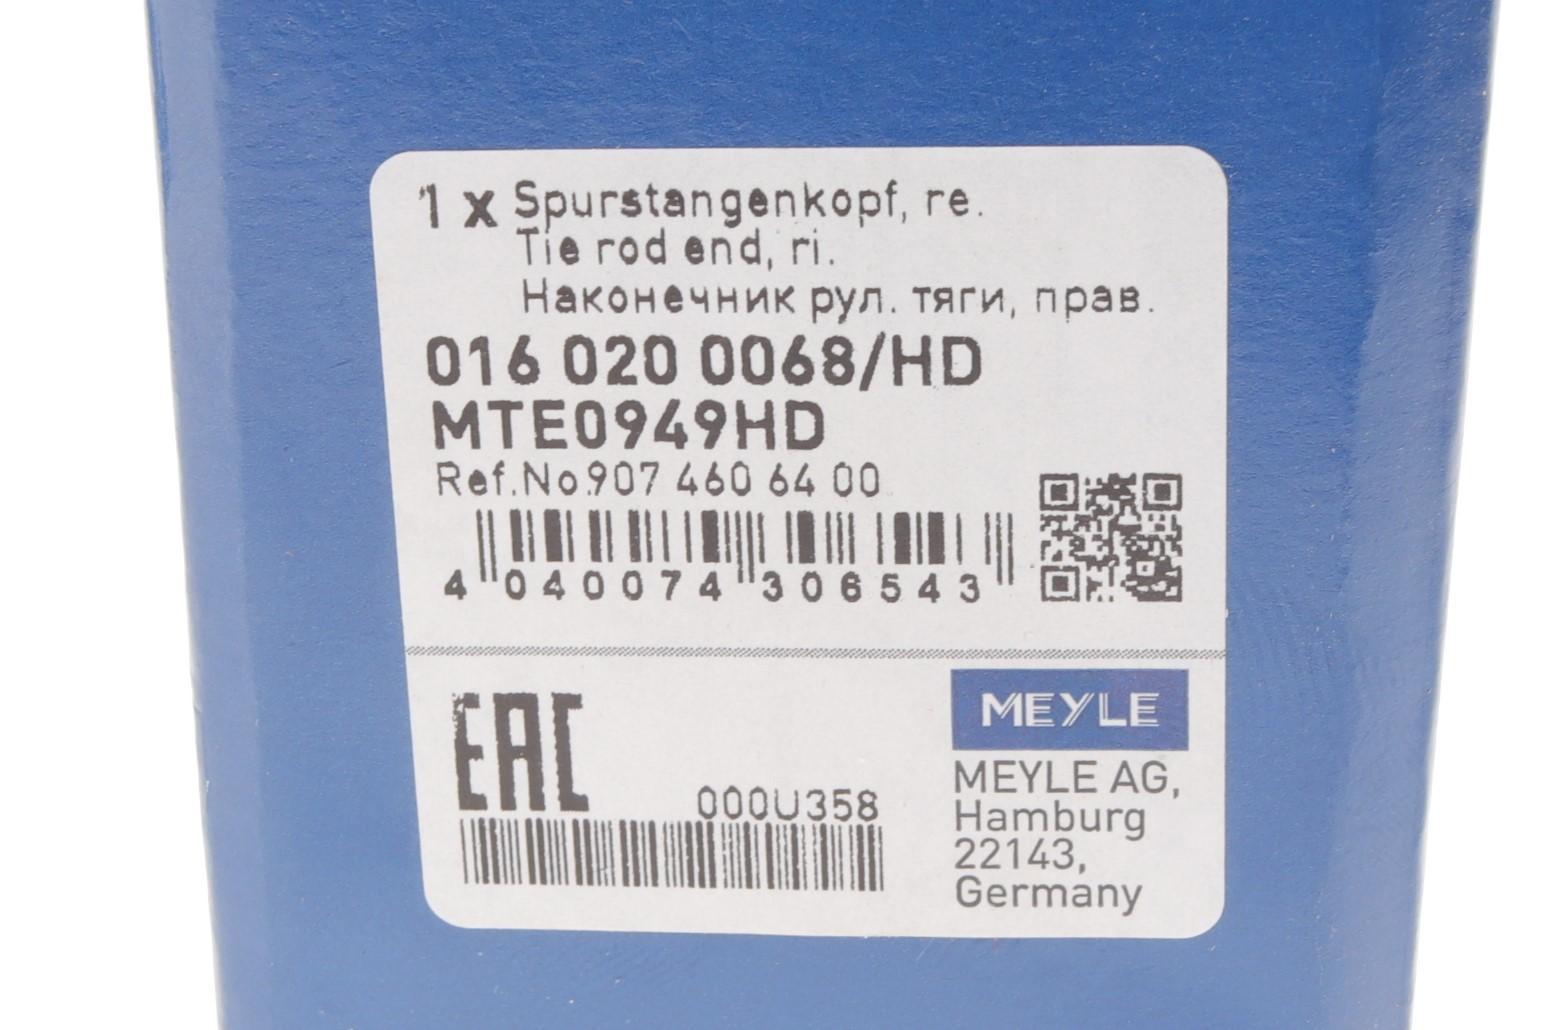 1 x Spurstangenkopf, re.
Tie rod end, ri.
Наконечник рул. тяги, прав.
016 020 0068/HD
MTE0949HD
Ref.No.907 460 64 00
4 040074 306543
EAC
000U358
MEYLE
MEYLE AG,
Hamburg
22143,
Germany